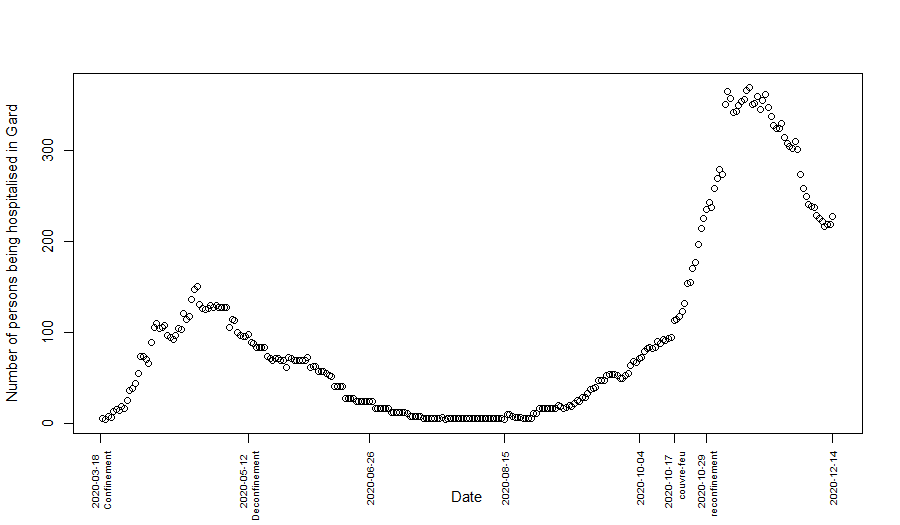 Number of persons being hospitalised in Gard
300
200
100
0
2020-03-18
Confinement
2020-05-12
Deconfinement
2020-06-26
2020-08-15
2020-10-04
2020-10-17
couvre-feu
2020-10-29
reconfinement
2020-12-14
Date